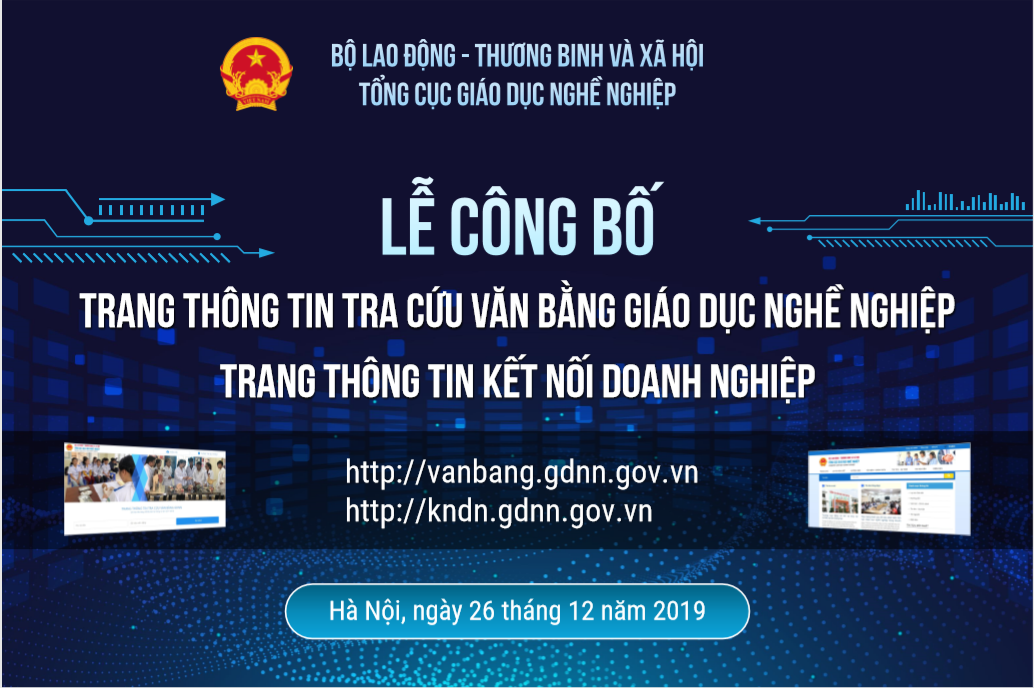 BỘ LAO ĐỘNG - THƯƠNG BINH VÀ XÃ HỘI
TỔNG CỤC GIÁO DỤC NGHỀ NGHIỆP
VIỆT NAM
LỄ CÔNG BỐ
TRANG THÔNG TIN TRA CỨU VĂN BẰNG GIÁO DỤC NGHỀ NGHIỆP
TRANG THÔNG TIN KẾT NỐI DOANH NGHIỆP
http://vanbang.gdnn.gov.vn
http://kndn.gdnn.gov.vn
Hà Nội, ngày 26 tháng 12 năm 2019